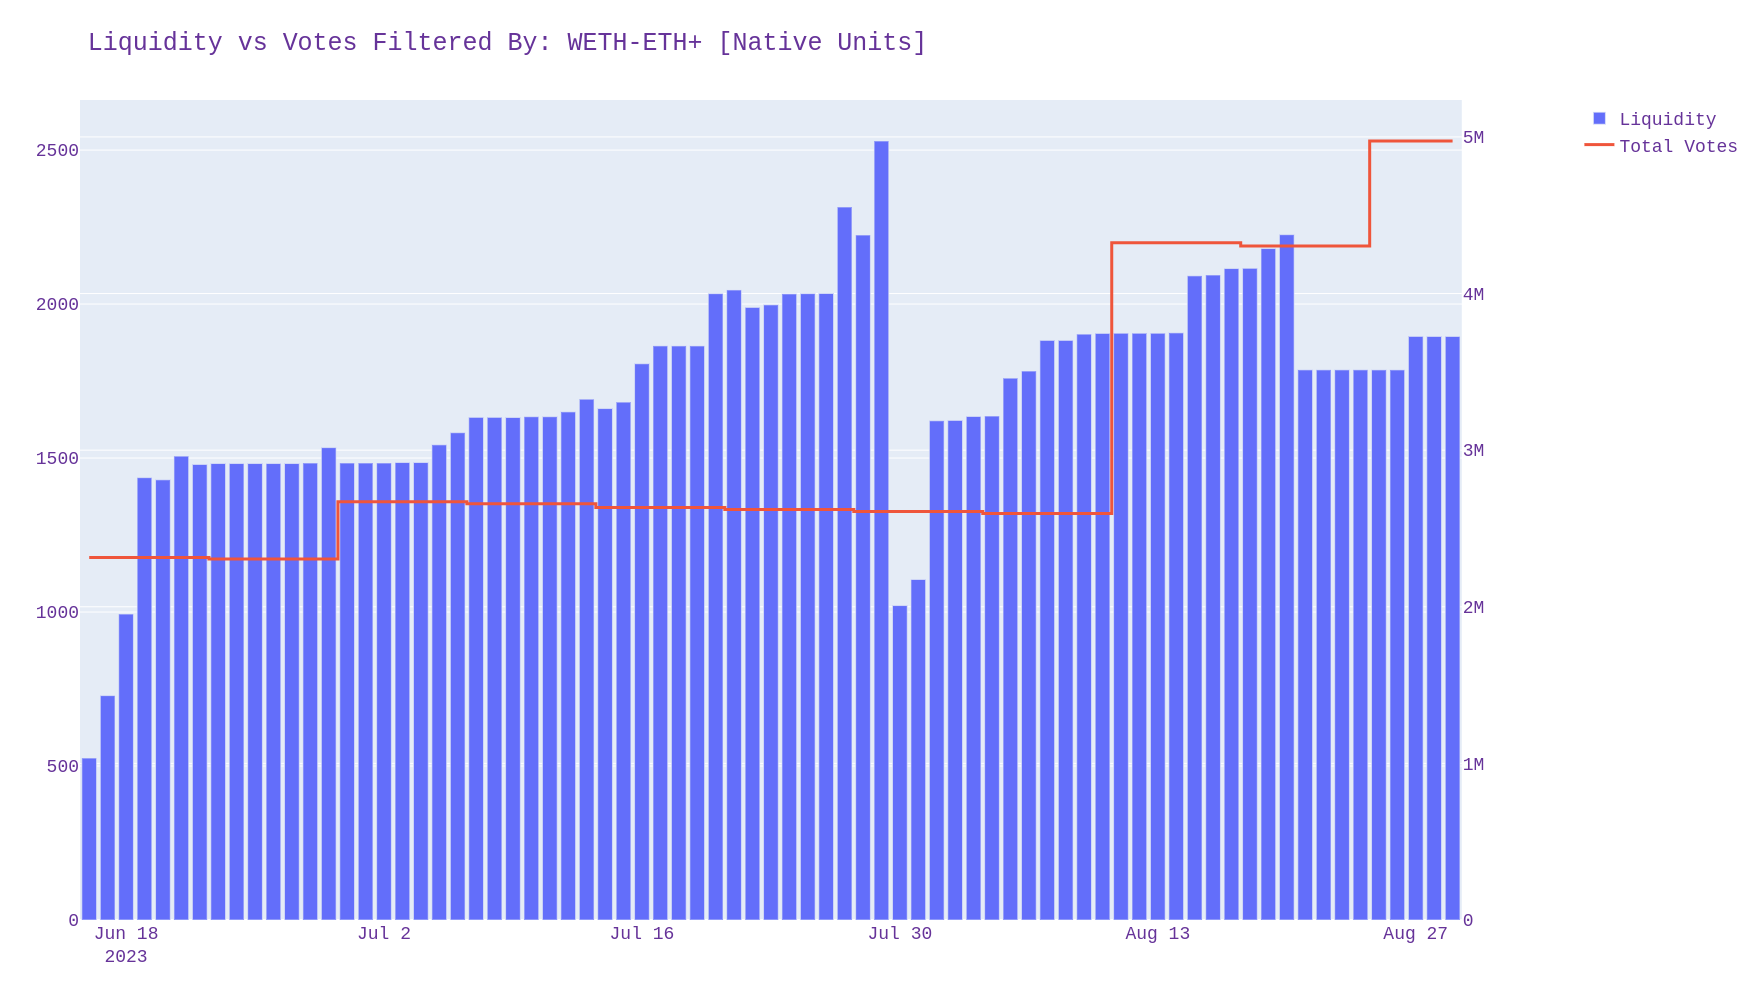 Liquidity vs Votes Filtered By: WETH-ETH+ [Native Units]
Liquidity
Total Votes
2500
2000
1500
1000
500
0
5M
4M
3M
2M
1M
0
Jun 18
2023
Jul 2
Jul 16
Jul 30
Aug 13
Aug 27